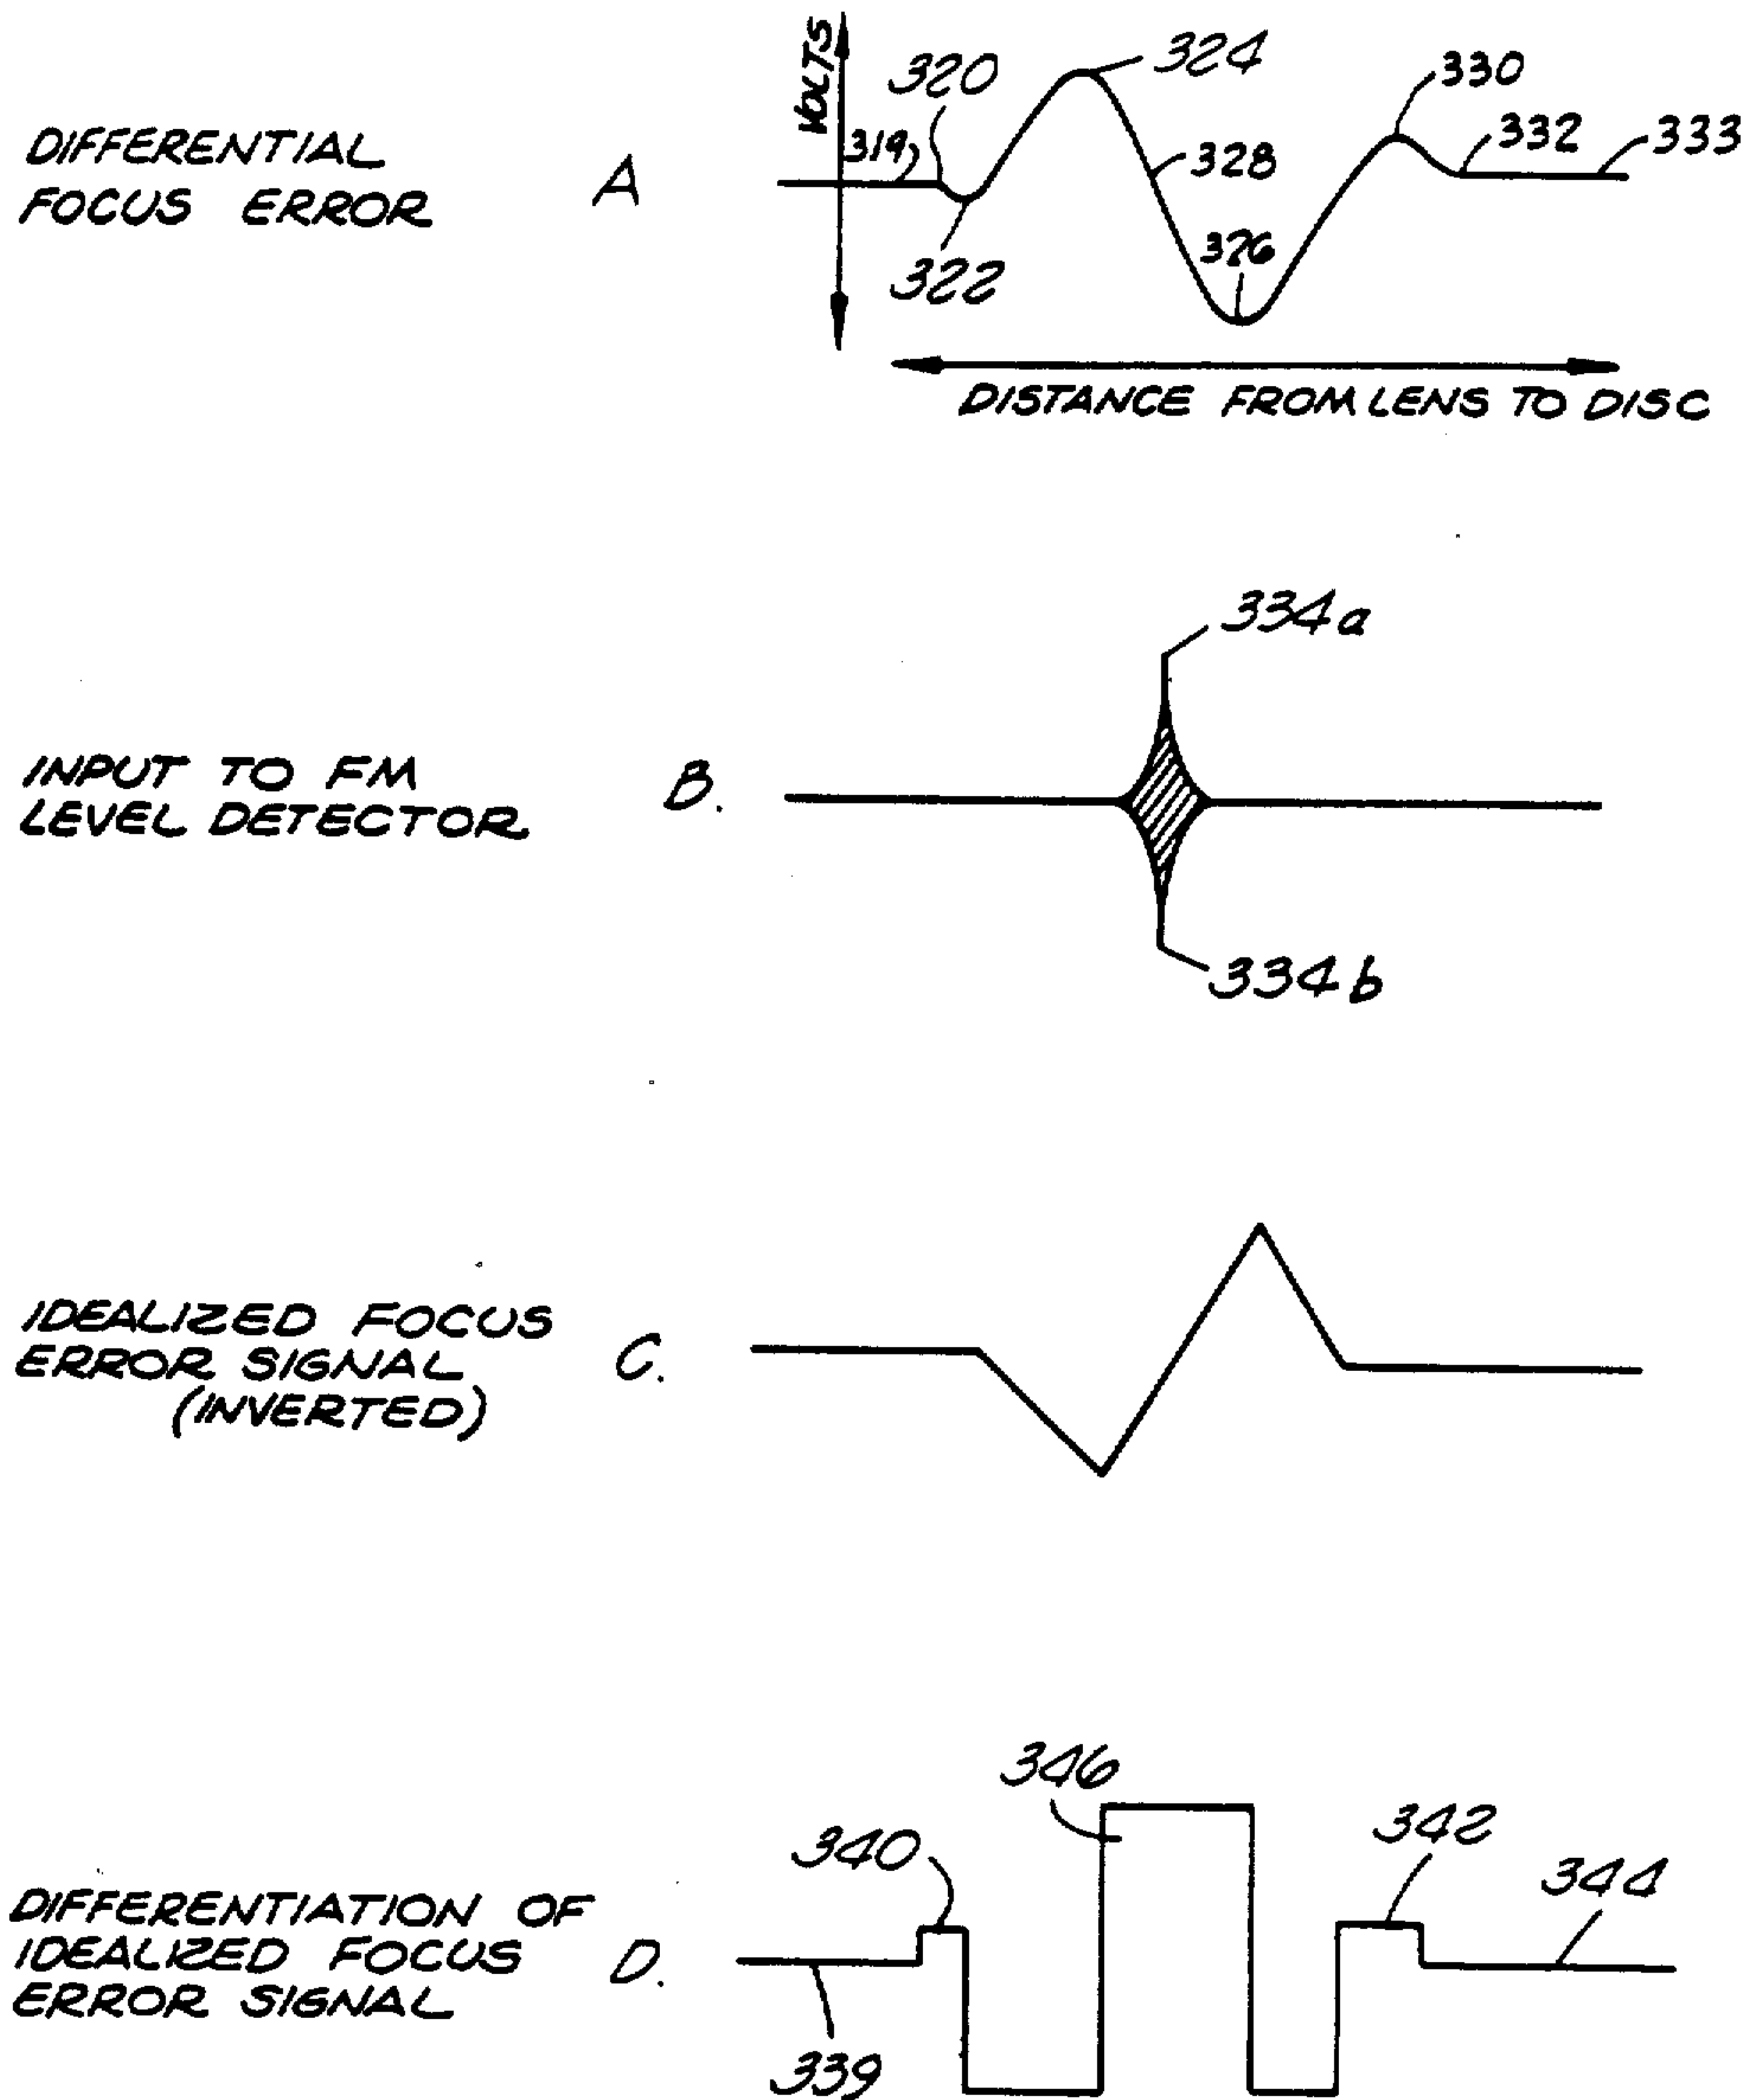 DIFFERENTIAL
FOCUS ERROR
A
VOLTS
319
320
322
324
326
328
330
332
333
DISTANCE FROM LENS TO DISC
INPUT TO FM
LEVEL DETECTOR
B.
334a
334b
IDEALIZED FOCUS
ERROR SIGNAL
(INVERTED)
C.
DIFFERENTIATION OF
IDEALIZED FOCUS
ERROR SIGNAL
D.
339
340
346
342
344